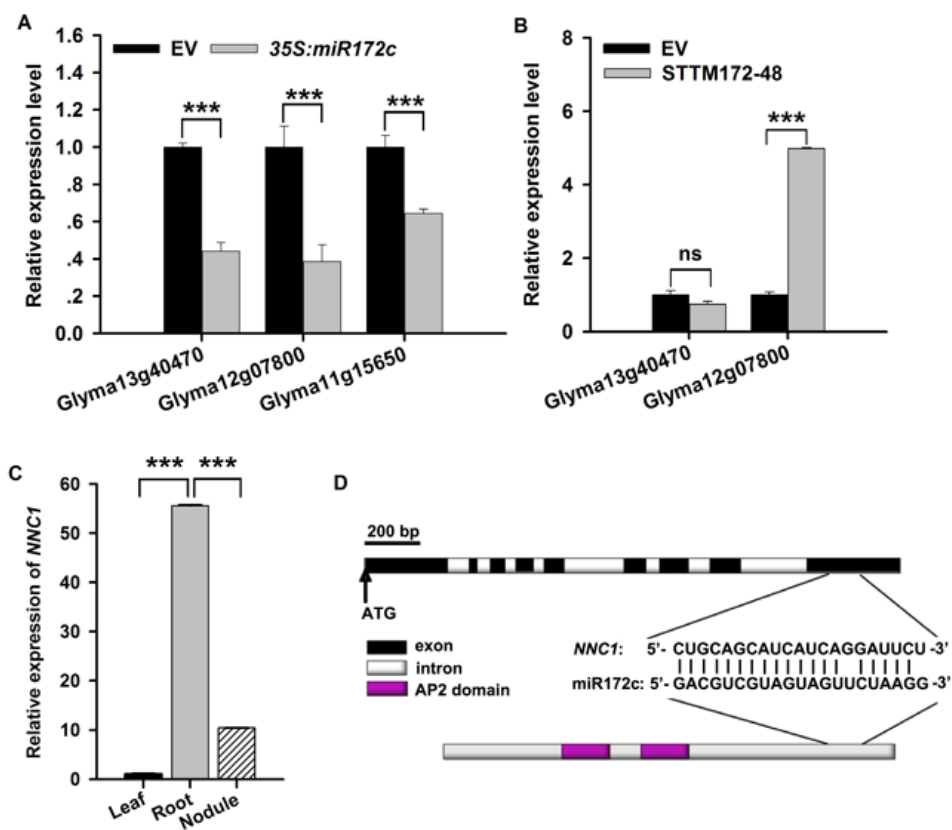 A
Relative expression level
1.6
1.4
1.2
1.0
.8
.6
.4
.2
0.0
EV 35S:miR172c
***
***
***
Glyma13g40470
Glyma12g07800
Glyma11g15650
B
Relative expression level
8
6
4
2
0
EV
STTM172-48
ns
***
Glyma13g40470
Glyma12g07800
C
Relative expression of NNC1
60
50
40
30
20
10
0
*** ***
Leaf
Root
Nodule
D
200 bp
ATG
exon
intron
AP2 domain
NNC1: 5'- CUGCAGCAUCAUCAGGAUUCU -3'
miR172c: 5'- GACGUCGUAGUAGUUCUAAGG -3'